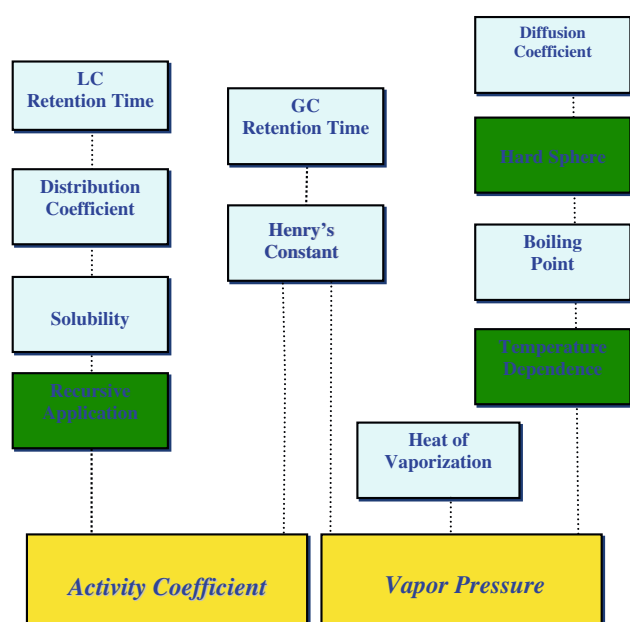 Diffusion
Coefficient
LC
Retention Time
GC
Retention Time
Hard Sphere
Distribution
Coefficient
Henry's
Constant
Boiling
Point
Solubility
Temperature
Dependence
Recursive
Application
Heat of
Vaporization
Activity Coefficient
Vapor Pressure